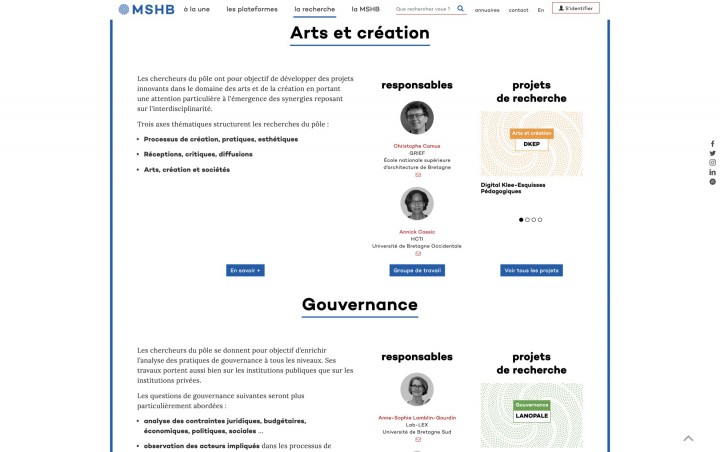 MSHB
à la une
les plateformes
la recherche
la MSHB
Que recherchez vous ?
annuaires
contact
En
S'identifier
Arts et création
Les chercheurs du pôle ont pour objectif de développer des projets
innovants dans le domaine des arts et de la création en portant
une attention particulière à l'émergence des synergies reposant
sur l'interdisciplinarité.
Trois axes thématiques structurent les recherches du pôle :
Processus de création, pratiques, esthétiques
Réceptions, critiques, diffusions
Arts, création et sociétés
En savoir +
responsables
Christophe Camus
GRIEF
École nationale supérieure
d'architecture de Bretagne
Annick Cossic
HCTI
Université de Bretagne Occidentale
Groupe de travail
projets
de recherche
Arts et création
DKEP
Digital Klee-Esquisses
Pédagogiques
Voir tous les projets
Gouvernance
Les chercheurs du pôle se donnent pour objectif d'enrichir
l'analyse des pratiques de gouvernance à tous les niveaux. Ses
travaux portent aussi bien sur les institutions publiques que sur les
institutions privées.
Les questions de gouvernance suivantes seront plus
particulièrement abordées :
analyse des contraintes juridiques, budgétaires,
économiques, politiques, sociales ...
observation des acteurs impliqués dans les processus de
responsables
Anne-Sophie Lamblin-Gourdin
Lab-LEX
Université de Bretagne Sud
projets
de recherche
Gouvernance
LANOPALE